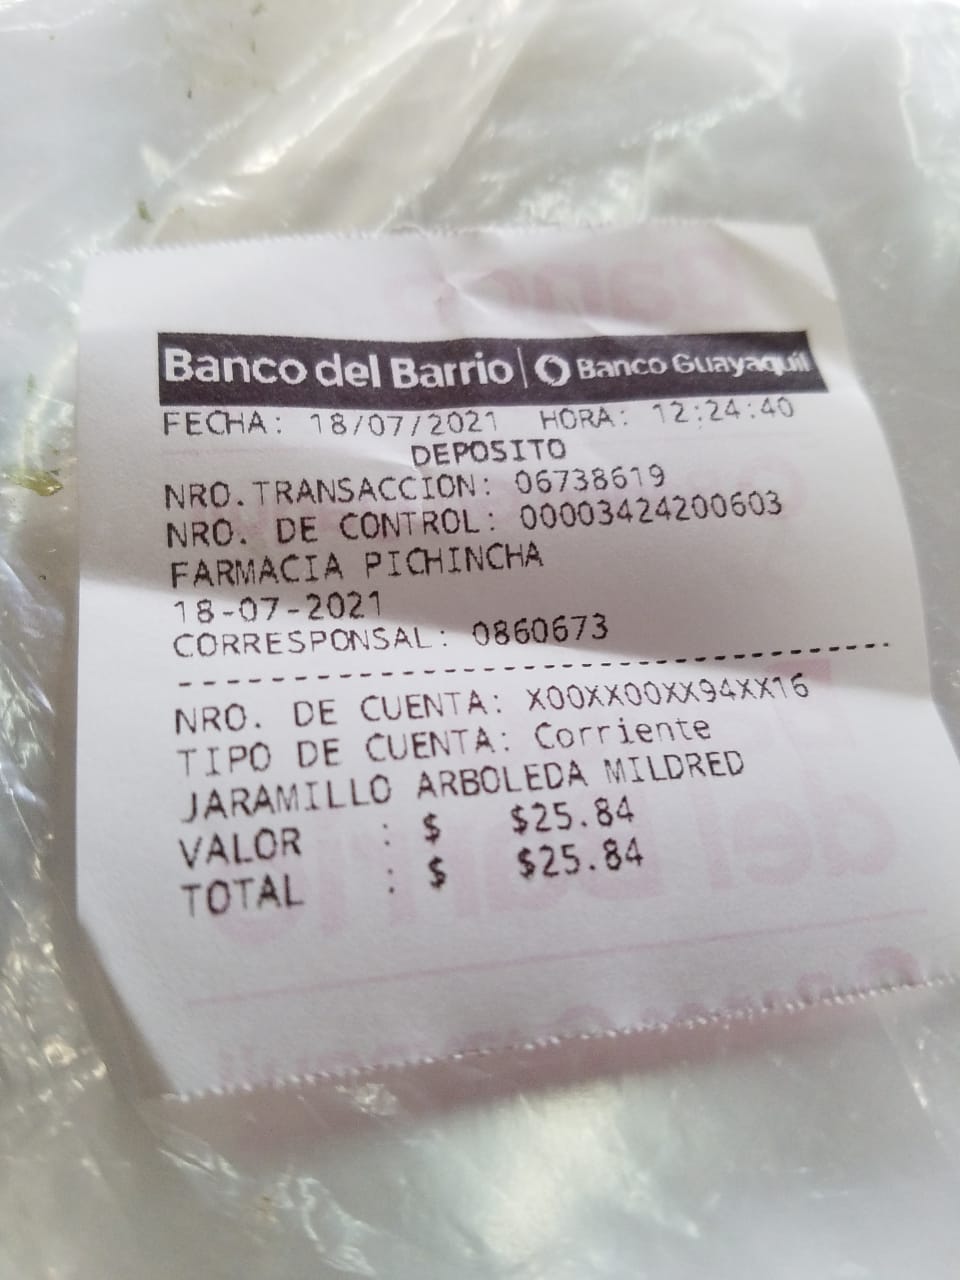 Banco del Barrio | Banco Guayaquil
FECHA: 18/07/2021 HORA: 12:24:40
DEPOSITO
NRO.TRANSACCION: 06738619
NRO. DE CONTROL: 00003424200603
FARMACIA PICHINCHA
18-07-2021
CORRESPONSAL: 0860673
--------------------------------------
NRO. DE CUENTA: X00XX00XX94XX16
TIPO DE CUENTA: Corriente
JARAMILLO ARBOLEDA MILDRED
VALOR : $ $25.84
TOTAL : $ $25.84